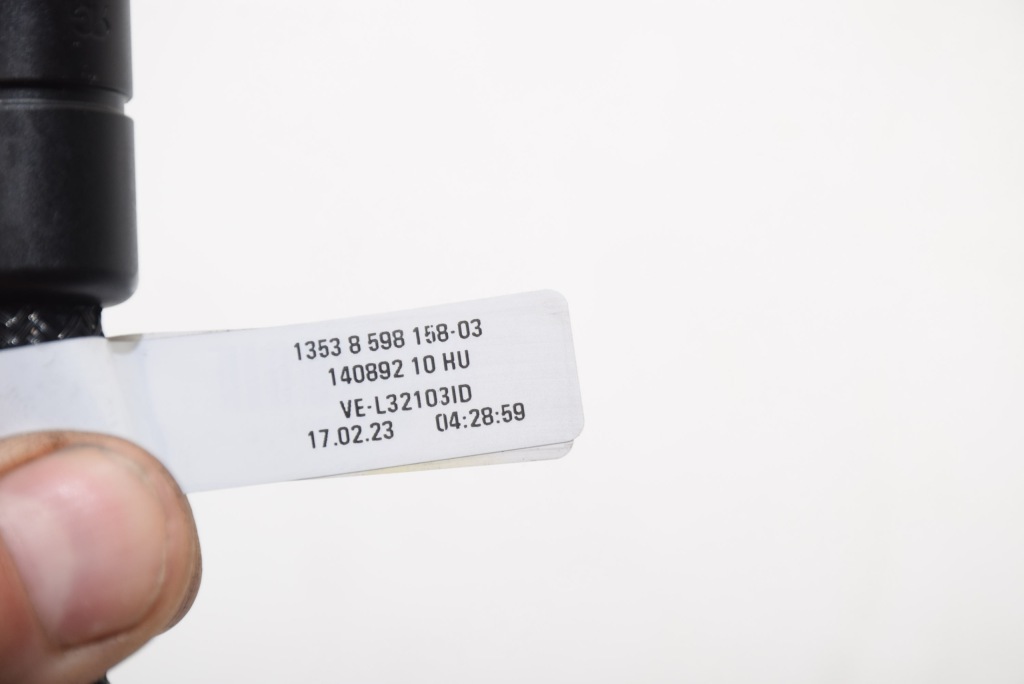 1353 8 598 158-03
140892 10 HU
VE-L32103ID
17.02.23 04:28:59